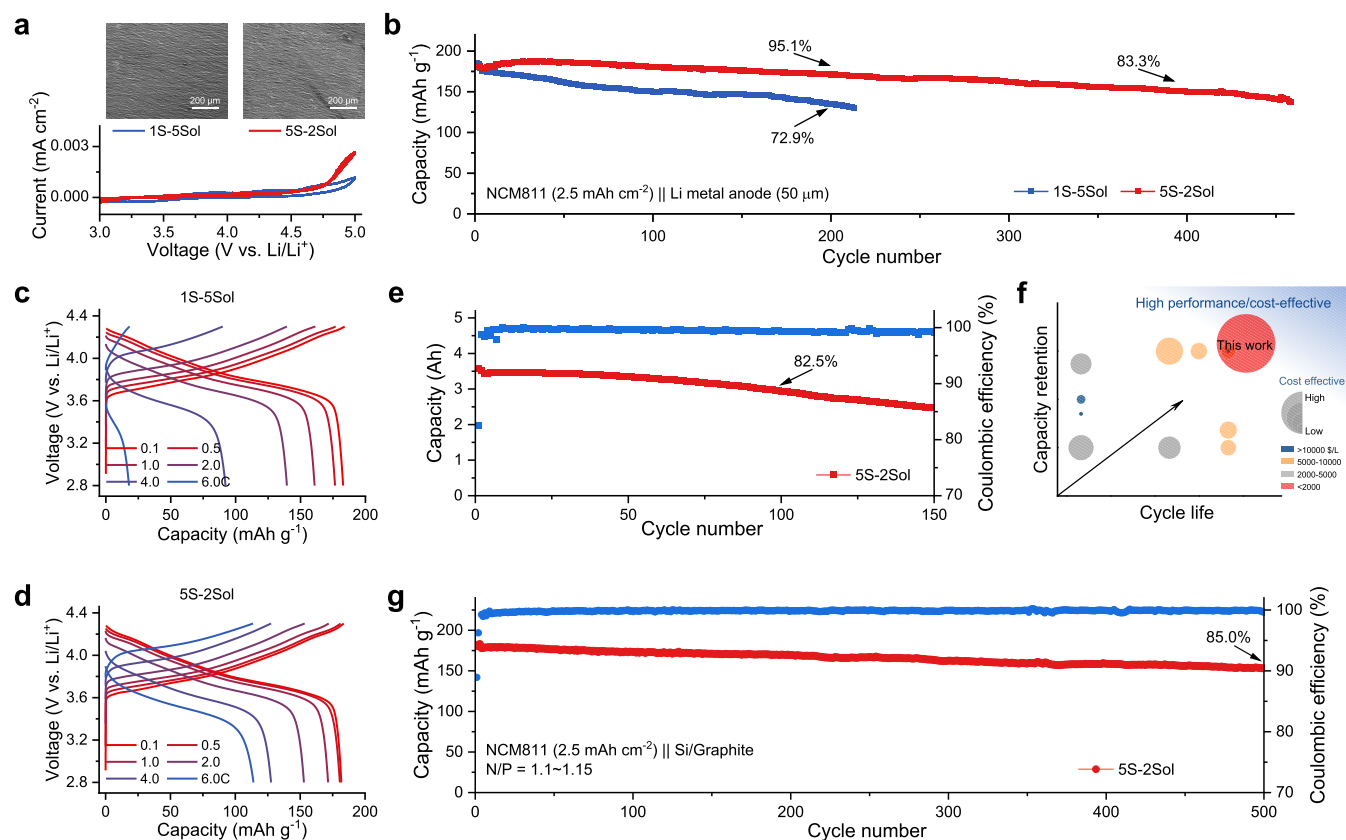 a
200 µm
200 µm
1S-5Sol
5S-2Sol
Current (mA cm⁻²)
0.003
0.000
3.0
3.5
4.0
4.5
5.0
Voltage (V vs. Li/Li⁺)
b
Capacity (mAh g⁻¹)
200
150
100
50
0
95.1%
83.3%
72.9%
NCM811 (2.5 mAh cm⁻²) || Li metal anode (50 µm)
1S-5Sol
5S-2Sol
0
100
200
300
400
Cycle number
c
1S-5Sol
Voltage (V vs. Li/Li⁺)
4.4
4.0
3.6
3.2
2.8
0.1
0.5
1.0
2.0
4.0
6.0C
0
50
100
150
200
Capacity (mAh g⁻¹)
d
5S-2Sol
Voltage (V vs. Li/Li⁺)
4.4
4.0
3.6
3.2
2.8
0.1
0.5
1.0
2.0
4.0
6.0C
0
50
100
150
200
Capacity (mAh g⁻¹)
e
Capacity (Ah)
5
4
3
2
1
0
82.5%
5S-2Sol
50
100
150
Cycle number
100
90
80
70
Coulombic efficiency (%)
f
High performance/cost-effective
This work
Capacity retention
Cycle life
Cost effective
High
Low
>10000 $/L
5000-10000
2000-5000
<2000
g
Capacity (mAh g⁻¹)
200
150
100
50
0
85.0%
NCM811 (2.5 mAh cm⁻²) || Si/Graphite
N/P = 1.1~1.15
5S-2Sol
0
100
200
300
400
500
Cycle number
100
90
80
70
Coulombic efficiency (%)